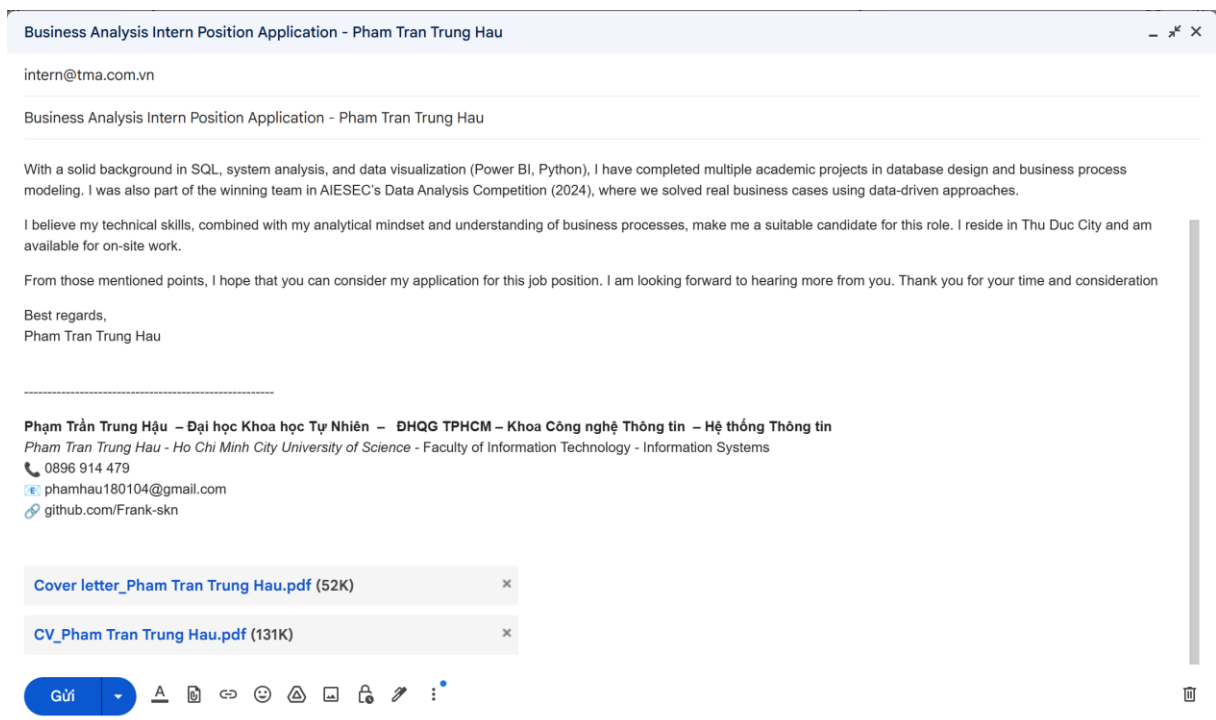 Business Analysis Intern Position Application - Pham Tran Trung Hau
intern@tma.com.vn
Business Analysis Intern Position Application - Pham Tran Trung Hau
With a solid background in SQL, system analysis, and data visualization (Power BI, Python), I have completed multiple academic projects in database design and business process
modeling. I was also part of the winning team in AIESEC's Data Analysis Competition (2024), where we solved real business cases using data-driven approaches.
I believe my technical skills, combined with my analytical mindset and understanding of business processes, make me a suitable candidate for this role. I reside in Thu Duc City and am
available for on-site work.
From those mentioned points, I hope that you can consider my application for this job position. I am looking forward to hearing more from you. Thank you for your time and consideration
Best regards,
Pham Tran Trung Hau
------------------------------------------------------
Phạm Trần Trung Hậu – Đại học Khoa học Tự Nhiên – ĐHQG TPHCM – Khoa Công nghệ Thông tin – Hệ thống Thông tin
Pham Tran Trung Hau - Ho Chi Minh City University of Science - Faculty of Information Technology - Information Systems
0896 914 479
phamhau180104@gmail.com
github.com/Frank-skn
Cover letter_Pham Tran Trung Hau.pdf (52K)
CV_Pham Tran Trung Hau.pdf (131K)
Gửi